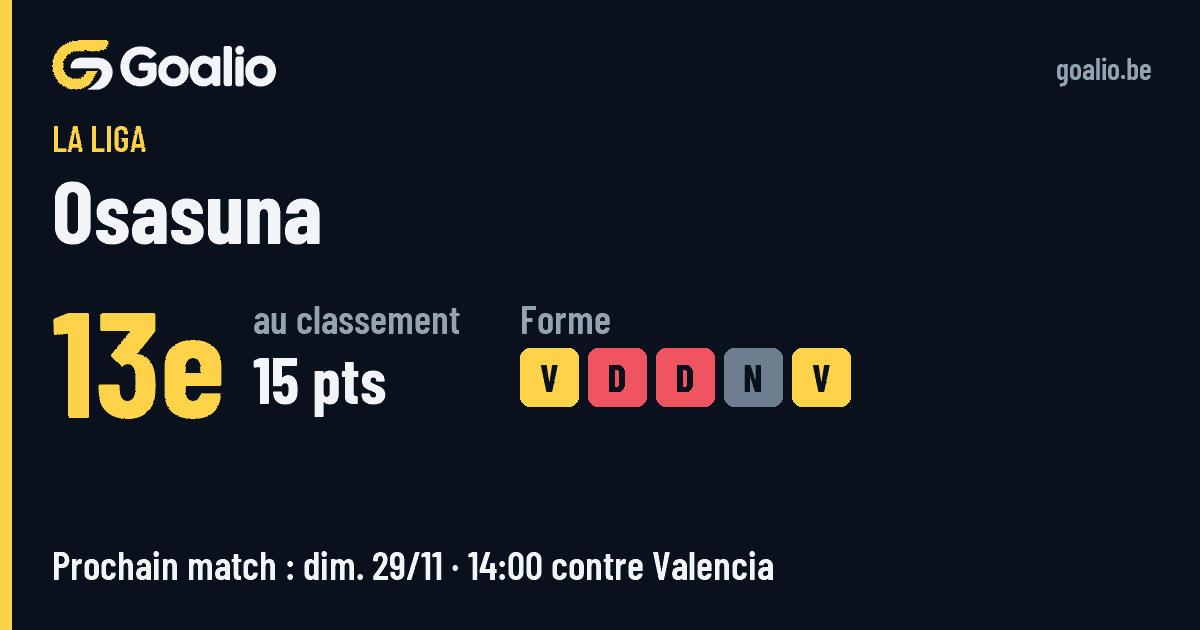 Goalio
goalio.be
LA LIGA
Osasuna
13e
au classement
15 pts
Forme
V D D N V
Prochain match : dim. 29/11 · 14:00 contre Valencia